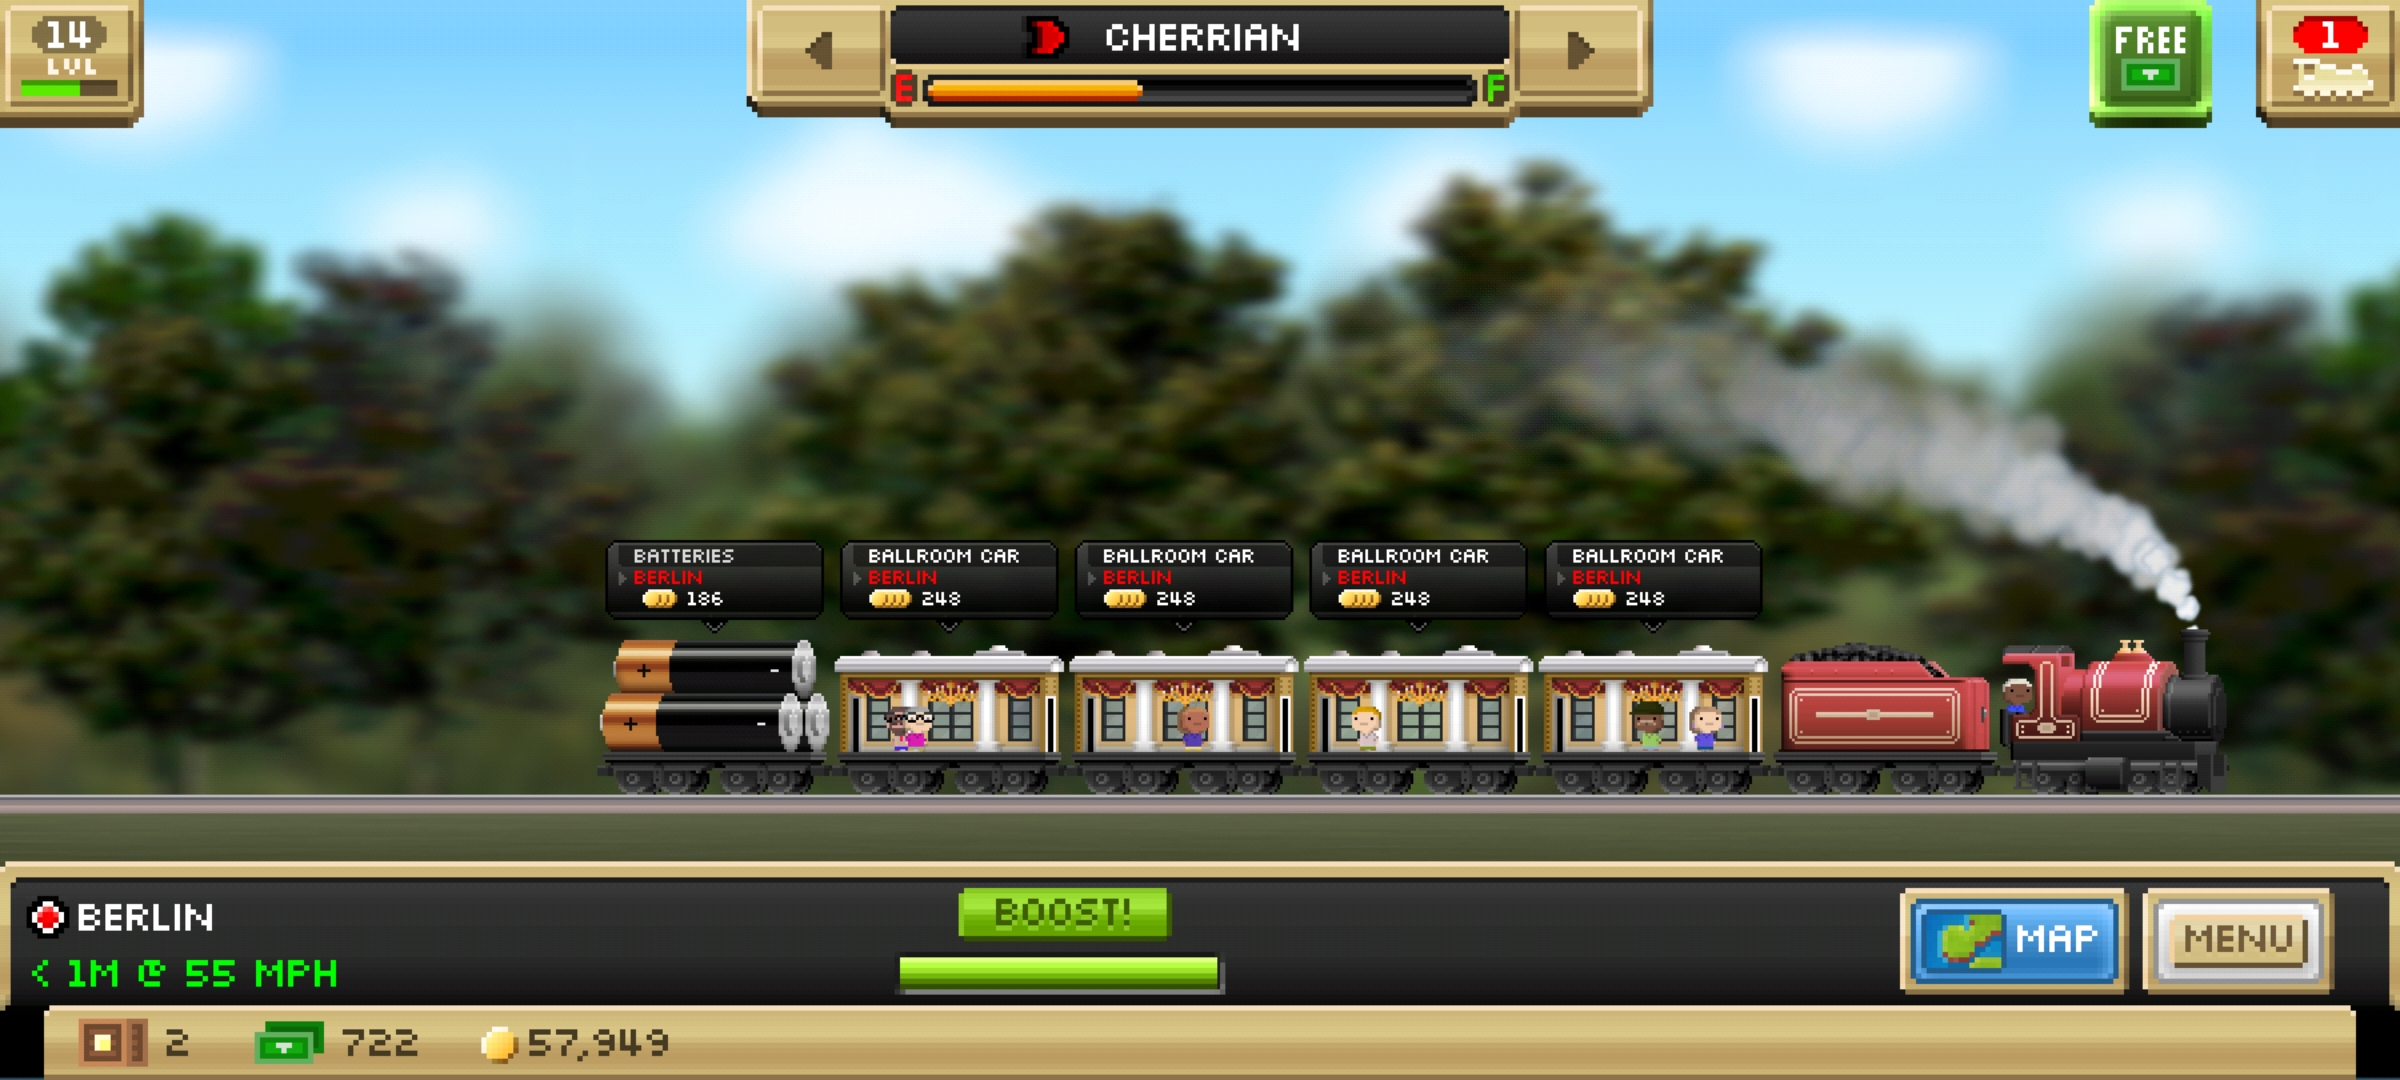 14
LVL
CHERRIAN
E F
FREE
1
BATTERIES
BERLIN
186
BALLROOM CAR
BERLIN
248
BALLROOM CAR
BERLIN
248
BALLROOM CAR
BERLIN
248
BALLROOM CAR
BERLIN
248
+ -
+ -
BERLIN
< 1M @ 55 MPH
BOOST!
MAP
MENU
2
722
57,949